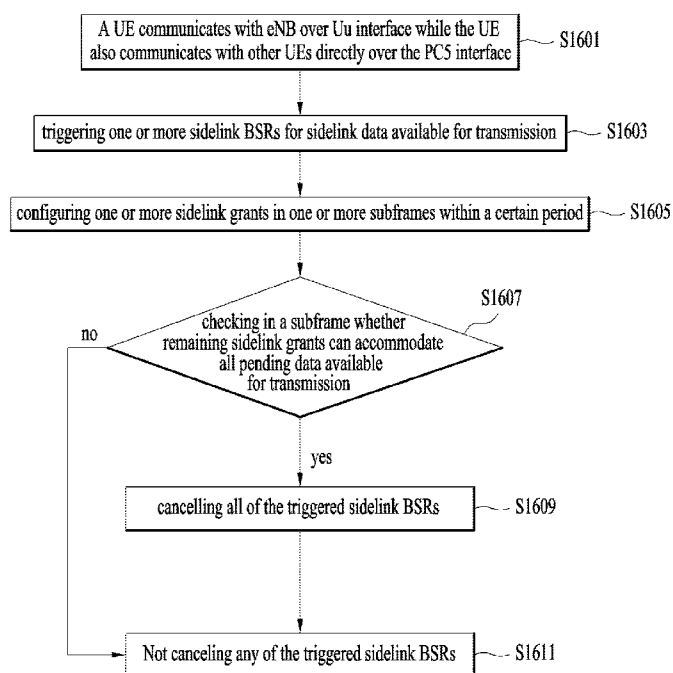 A UE communicates with eNB over Uu interface while the UE
also communicates with other UEs directly over the PC5 interface
S1601
triggering one or more sidelink BSRs for sidelink data available for transmission
S1603
configuring one or more sidelink grants in one or more subframes within a certain period
S1605
S1607
checking in a subframe whether
remaining sidelink grants can accommodate
all pending data available
for transmission
no
yes
cancelling all of the triggered sidelink BSRs
S1609
Not canceling any of the triggered sidelink BSRs
S1611